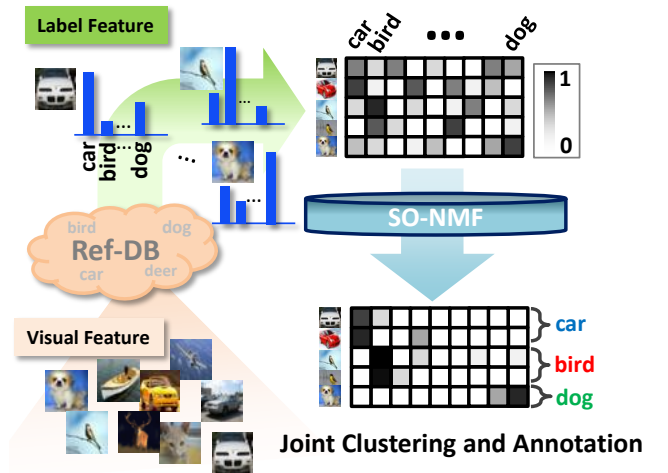 Label Feature
car
bird
...
dog
1
0
car
bird
...
...
dog
...
...
SO-NMF
bird
dog
Ref-DB
car
deer
Visual Feature
car
bird
dog
Joint Clustering and Annotation